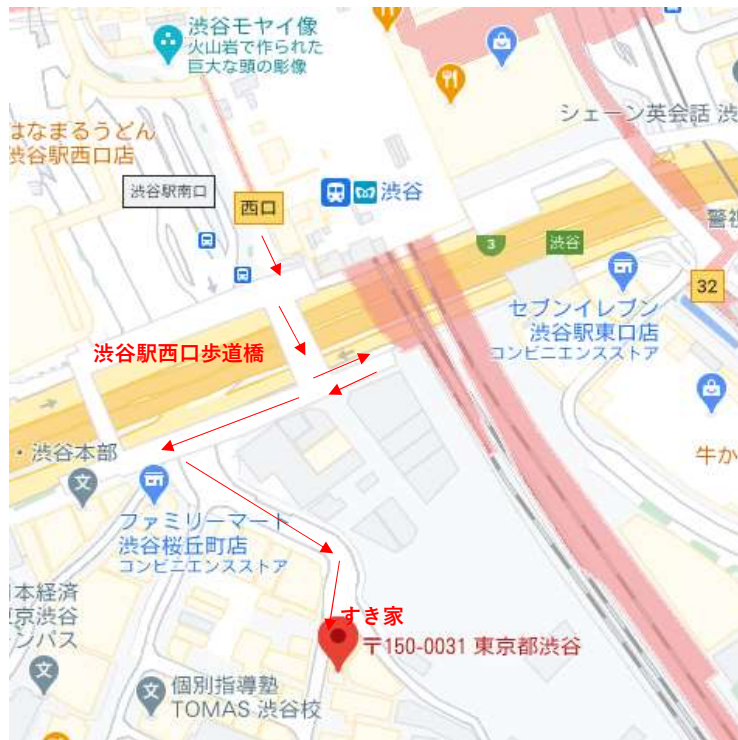 渋谷モヤイ像
火山岩で作られた
巨大な頭の彫像
シェーン英会話 渋
はなまるうどん
渋谷駅西口店
渋谷駅南口
西口
渋谷
3
渋谷
32
セブンイレブン
渋谷駅東口店
コンビニエンスストア
渋谷駅西口歩道橋
・渋谷本部
文
牛か
ファミリーマート
渋谷桜丘町店
コンビニエンスストア
本経済
東京渋谷
ンパス
文
すき家
〒150-0031 東京都渋谷
文
個別指導塾
TOMAS 渋谷校